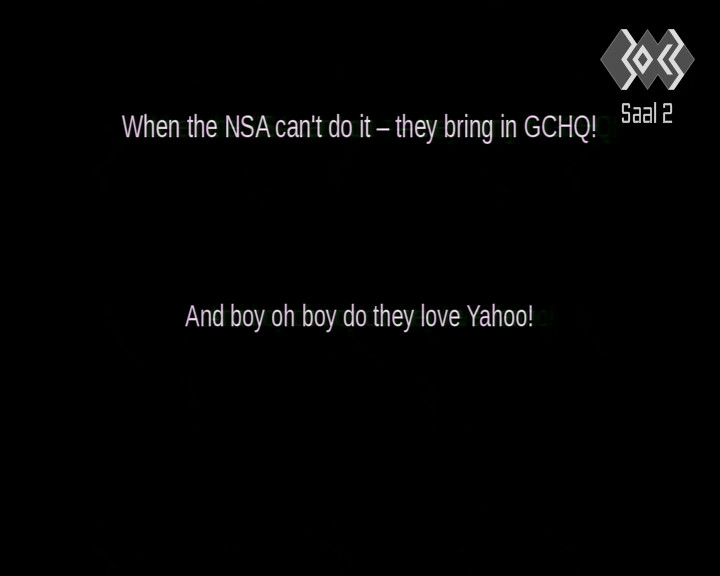 When the NSA can't do it – they bring in GCHQ!
Saal 2
And boy oh boy do they love Yahoo!